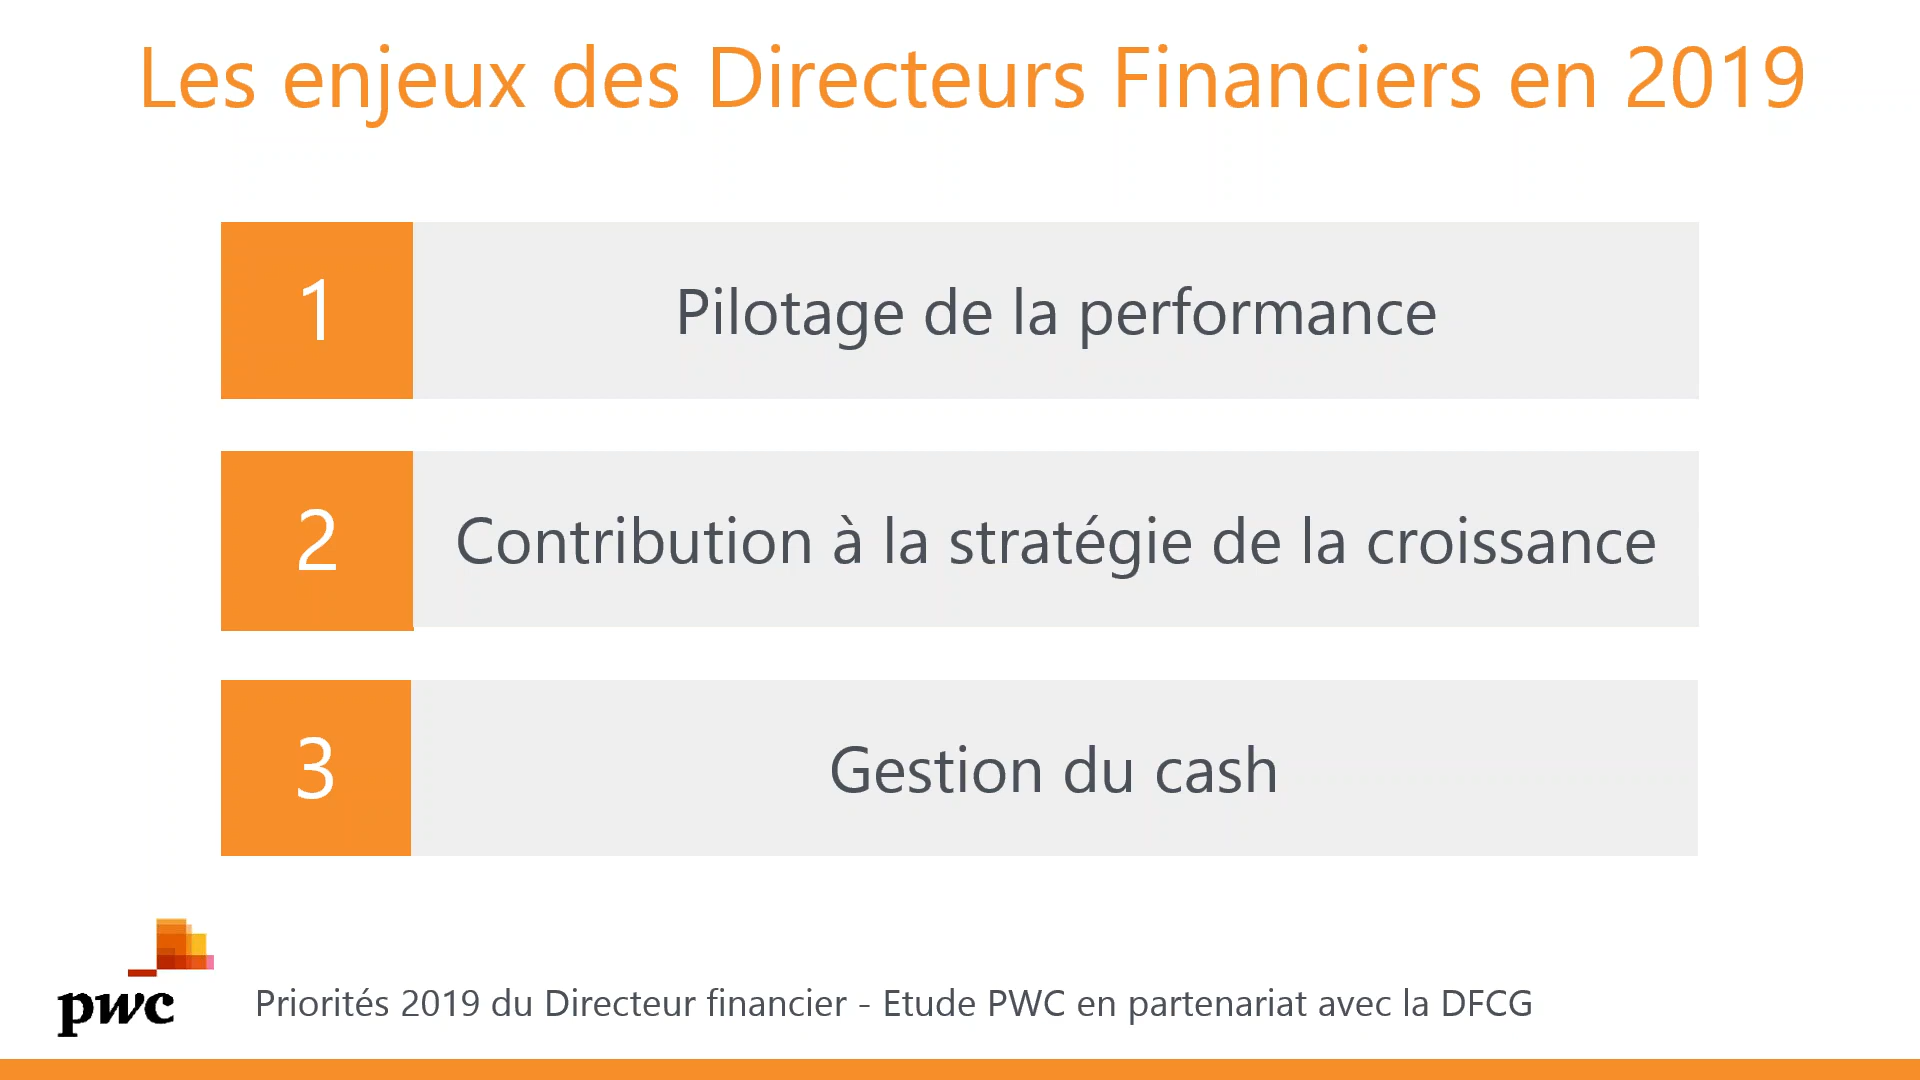 Les enjeux des Directeurs Financiers en 2019
1
Pilotage de la performance
2
Contribution à la stratégie de la croissance
3
Gestion du cash
pwc
Priorités 2019 du Directeur financier - Etude PWC en partenariat avec la DFCG